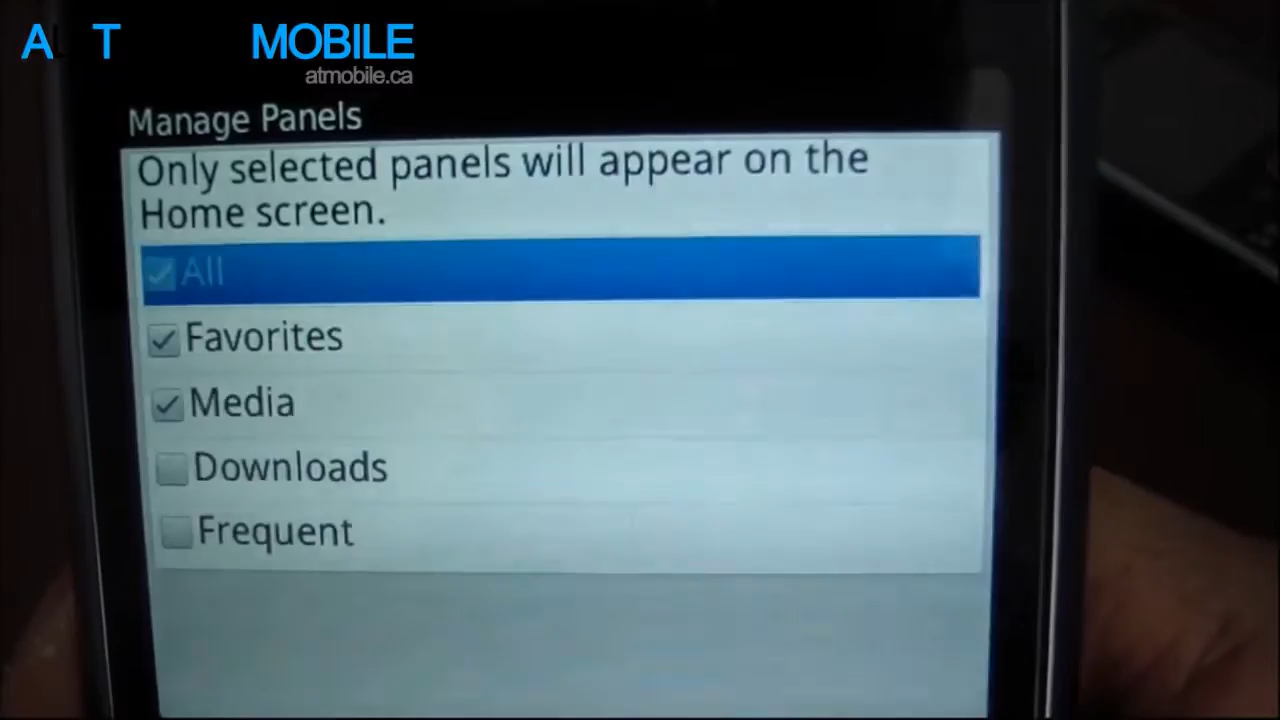 A T MOBILE
atmobile.ca
Manage Panels
Only selected panels will appear on the
Home screen.
All
Favorites
Media
Downloads
Frequent